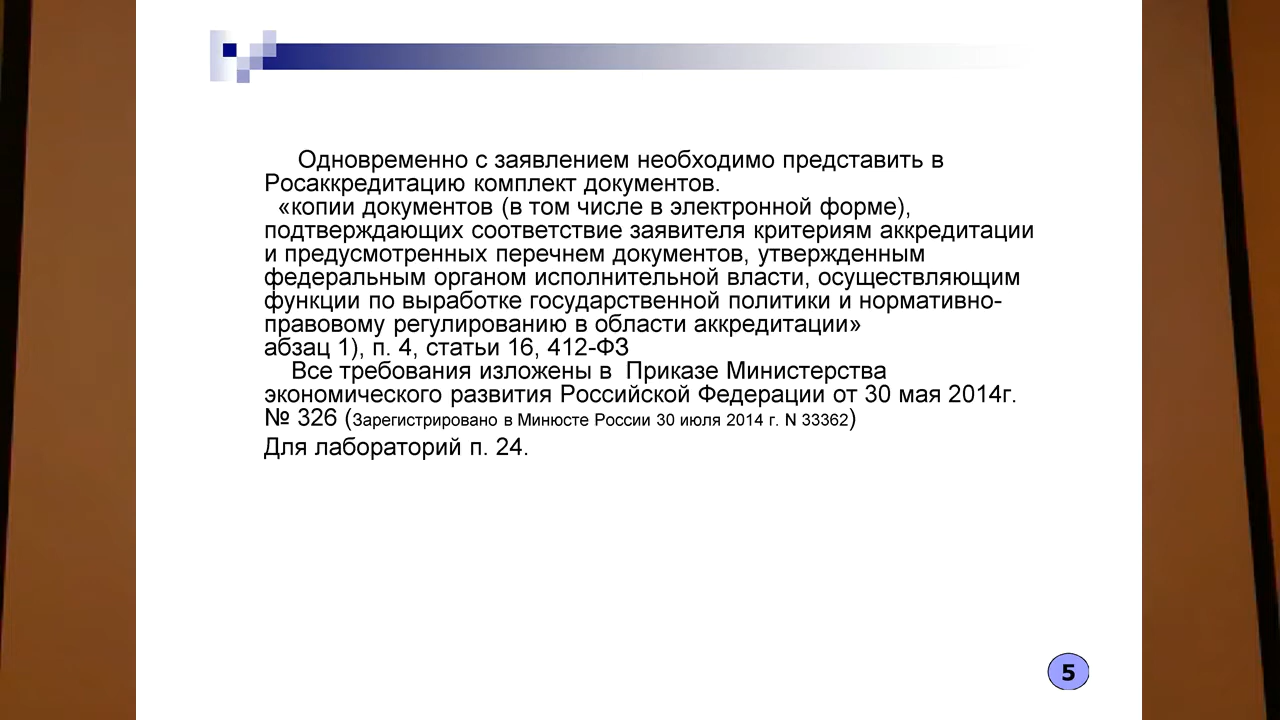 Одновременно с заявлением необходимо представить в
Росаккредитацию комплект документов.
«копии документов (в том числе в электронной форме),
подтверждающих соответствие заявителя критериям аккредитации
и предусмотренных перечнем документов, утвержденным
федеральным органом исполнительной власти, осуществляющим
функции по выработке государственной политики и нормативно-
правовому регулированию в области аккредитации»
абзац 1), п. 4, статьи 16, 412-ФЗ
Все требования изложены в Приказе Министерства
экономического развития Российской Федерации от 30 мая 2014г.
№ 326 (Зарегистрировано в Минюсте России 30 июля 2014 г. N 33362)
Для лабораторий п. 24.
5